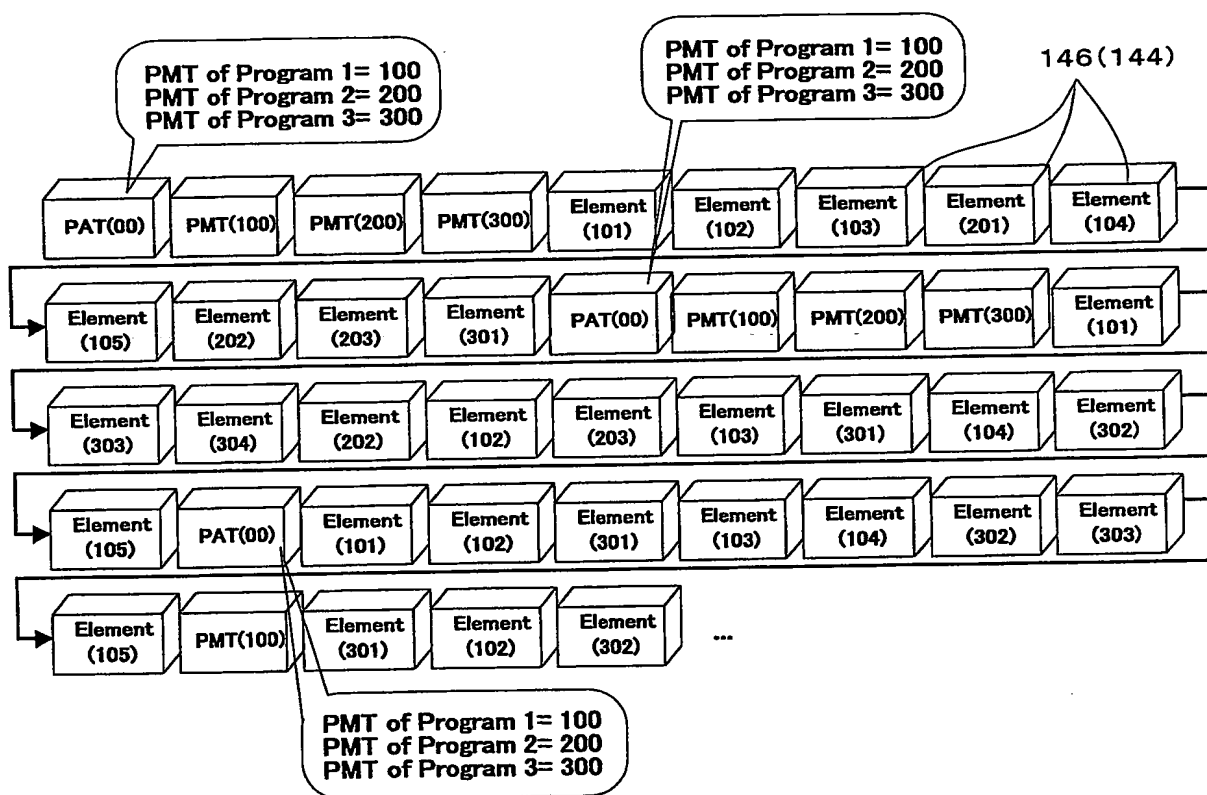 PMT of Program 1= 100
PMT of Program 2= 200
PMT of Program 3= 300
PMT of Program 1= 100
PMT of Program 2= 200
PMT of Program 3= 300
146(144)
PAT(00)
PMT(100)
PMT(200)
PMT(300)
Element
(101)
Element
(102)
Element
(103)
Element
(201)
Element
(104)
Element
(105)
Element
(202)
Element
(203)
Element
(301)
PAT(00)
PMT(100)
PMT(200)
PMT(300)
Element
(101)
Element
(303)
Element
(304)
Element
(202)
Element
(102)
Element
(203)
Element
(103)
Element
(301)
Element
(104)
Element
(302)
Element
(105)
PAT(00)
Element
(101)
Element
(102)
Element
(301)
Element
(103)
Element
(104)
Element
(302)
Element
(303)
Element
(105)
PMT(100)
Element
(301)
Element
(102)
Element
(302)
...
PMT of Program 1= 100
PMT of Program 2= 200
PMT of Program 3= 300